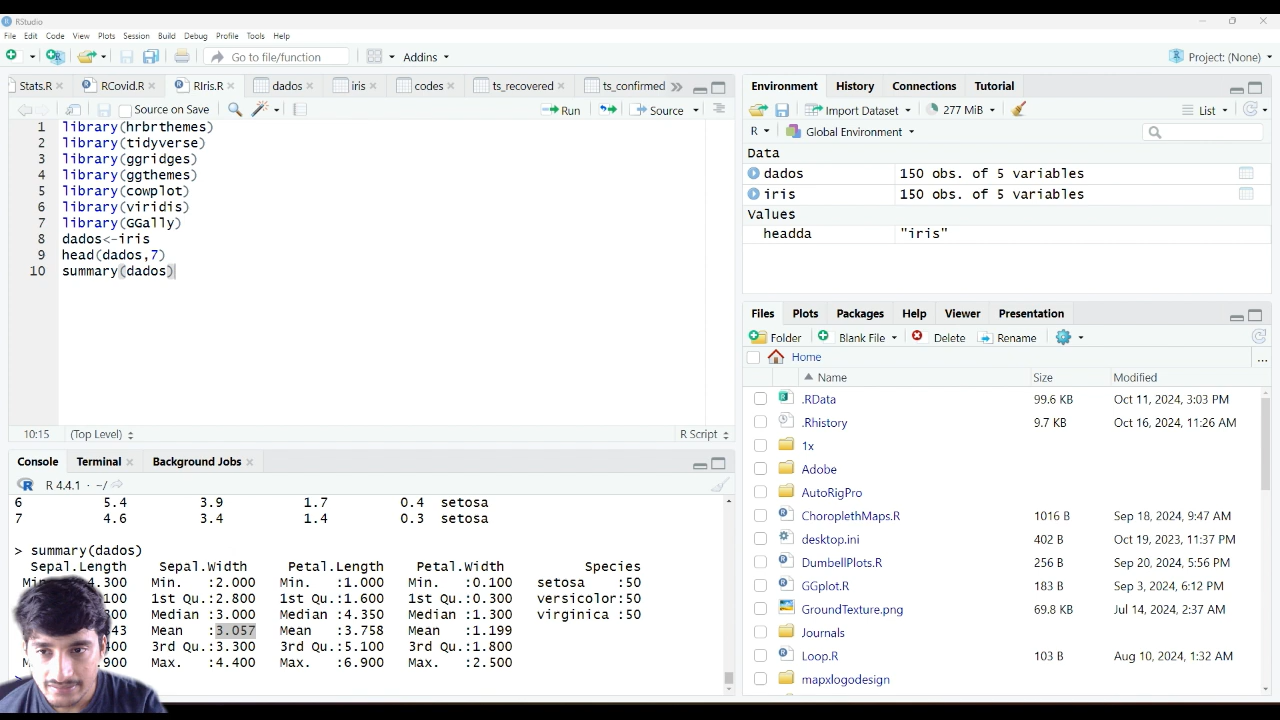 RStudio
File Edit Code View Plots Session Build Debug Profile Tools Help
Go to file/function Addins Project: (None)
Stats.R RCovid.R RIris.R dados iris codes ts_recovered ts_confirmed
Source on Save Run Source
1 library(hrbrthemes)
2 library(tidyverse)
3 library(ggridges)
4 library(ggthemes)
5 library(cowplot)
6 library(viridis)
7 library(GGally)
8 dados<-iris
9 head(dados,7)
10 summary(dados)
10:15 (Top Level) R Script
Console Terminal Background Jobs
R 4.4.1 · ~/
6 5.4 3.9 1.7 0.4 setosa
7 4.6 3.4 1.4 0.3 setosa
> summary(dados)
Sepal.Length Sepal.Width Petal.Length Petal.Width Species
Min. :4.300 Min. :2.000 Min. :1.000 Min. :0.100 setosa :50
100 1st Qu.:2.800 1st Qu.:1.600 1st Qu.:0.300 versicolor:50
800 Median :3.000 Median :4.350 Median :1.300 virginica :50
43 Mean :3.057 Mean :3.758 Mean :1.199
400 3rd Qu.:3.300 3rd Qu.:5.100 3rd Qu.:1.800
.900 Max. :4.400 Max. :6.900 Max. :2.500
Environment History Connections Tutorial
Import Dataset 277 MiB List
R Global Environment
Data
dados 150 obs. of 5 variables
iris 150 obs. of 5 variables
Values
headda "iris"
Files Plots Packages Help Viewer Presentation
Folder Blank File Delete Rename
Home ...
Name Size Modified
.RData 99.6 KB Oct 11, 2024, 3:03 PM
.Rhistory 9.7 KB Oct 16, 2024, 11:26 AM
1x
Adobe
AutoRigPro
ChoroplethMaps.R 1016 B Sep 18, 2024, 9:47 AM
desktop.ini 402 B Oct 19, 2023, 11:37 PM
DumbellPlots.R 256 B Sep 20, 2024, 5:56 PM
GGplot.R 183 B Sep 3, 2024, 6:12 PM
GroundTexture.png 69.8 KB Jul 14, 2024, 2:37 AM
Journals
Loop.R 103 B Aug 10, 2024, 1:32 AM
mapxlogodesign